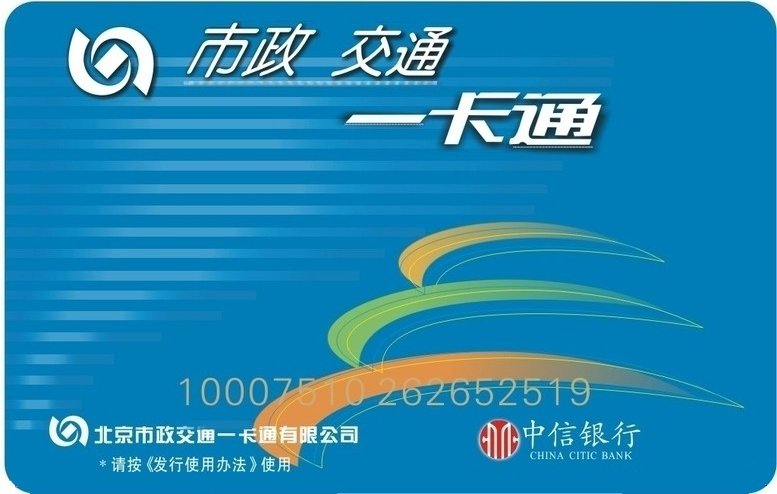 市政 交通
一卡通
10007510 262652519
北京市政交通一卡通有限公司
中信银行
CHINA CITIC BANK
*请按《发行使用办法》使用